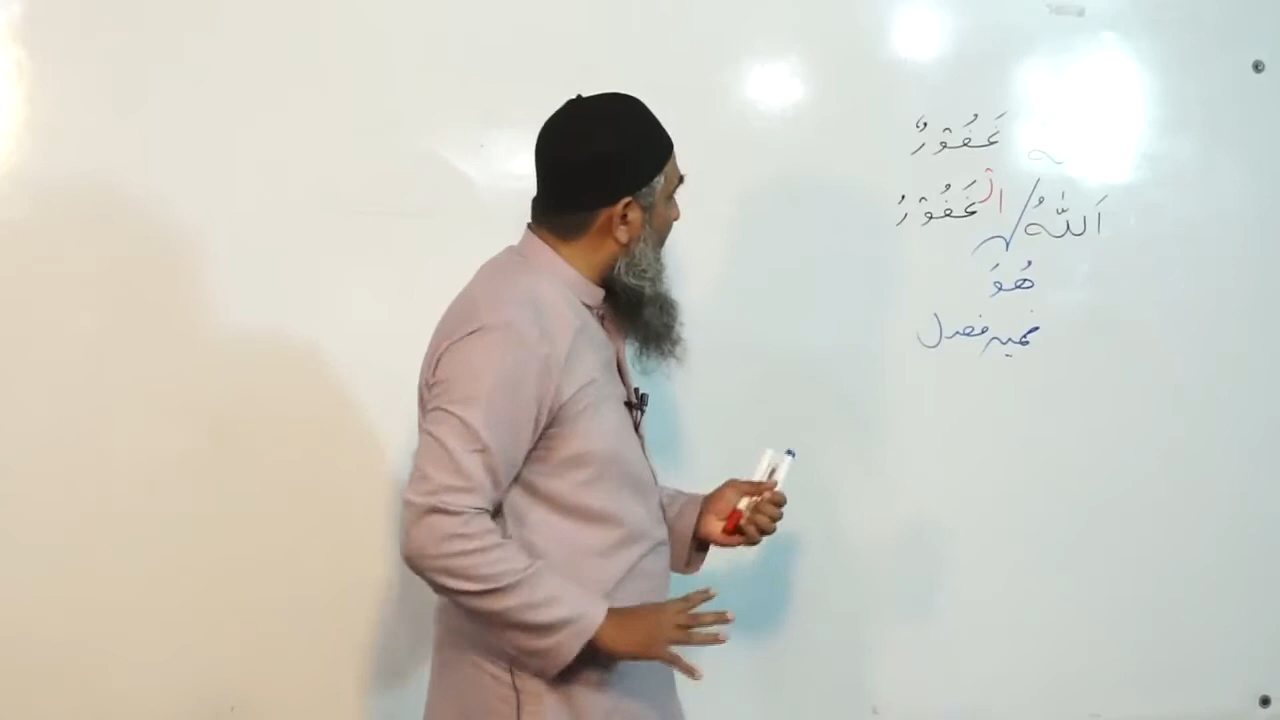 غَفُوْرٌ
اَللّٰهُ / الْغَفُوْرُ
هُوَ
ضمیر فصل